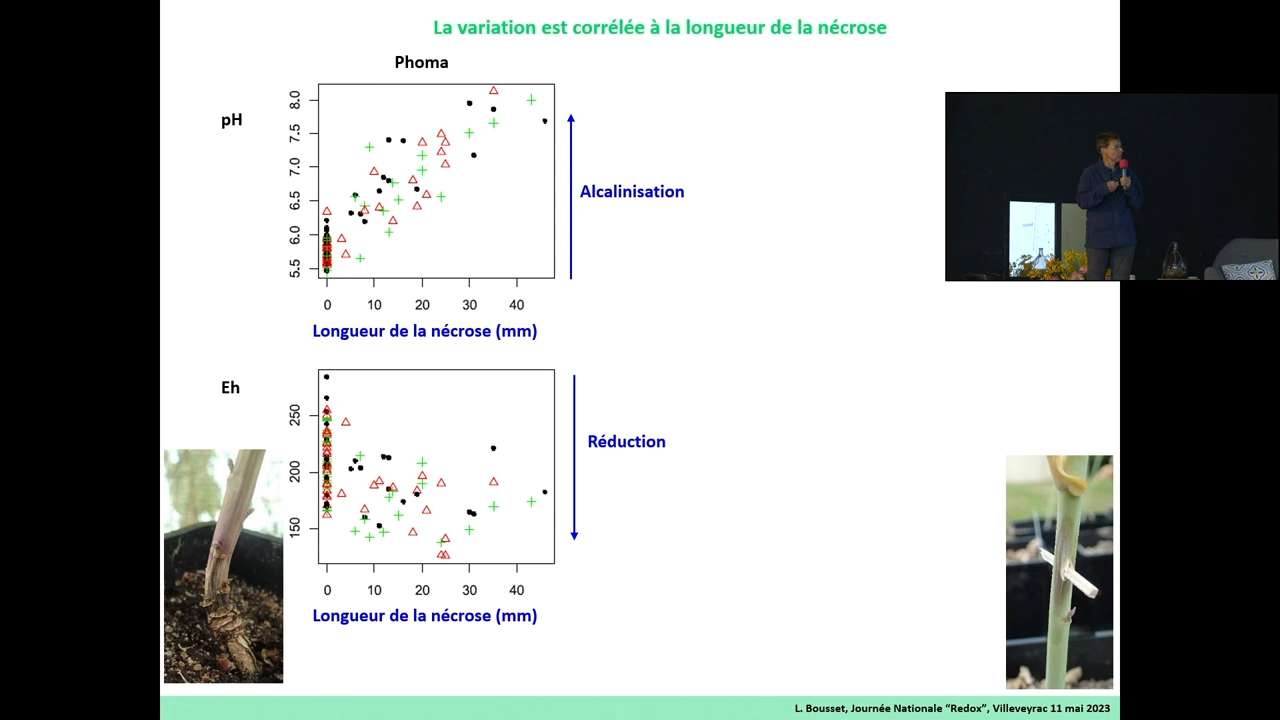 La variation est corrélée à la longueur de la nécrose
Phoma
pH
8.0
7.5
7.0
6.5
6.0
5.5
Alcalinisation
0 10 20 30 40
Longueur de la nécrose (mm)
Eh
250
200
150
Réduction
0 10 20 30 40
Longueur de la nécrose (mm)
L. Bousset, Journée Nationale “Redox”, Villeveyrac 11 mai 2023